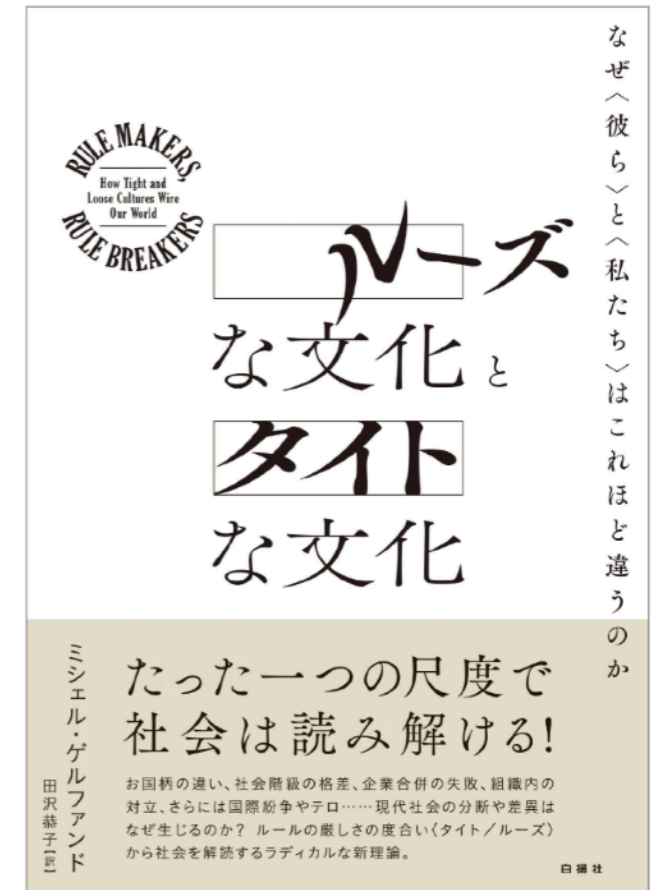 なぜ〈彼ら〉と〈私たち〉はこれほど違うのか
RULE MAKERS,
How Tight and
Loose Cultures Wire
Our World
RULE BREAKERS
ルーズ
な文化と
タイト
な文化
たった一つの尺度で
社会は読み解ける!
お国柄の違い、社会階級の格差、企業合併の失敗、組織内の
対立、さらには国際紛争やテロ……現代社会の分断や差異は
なぜ生じるのか? ルールの厳しさの度合い〈タイト/ルーズ〉
から社会を解読するラディカルな新理論。
ミシェル・ゲルファンド
田沢恭子[訳]
白揚社